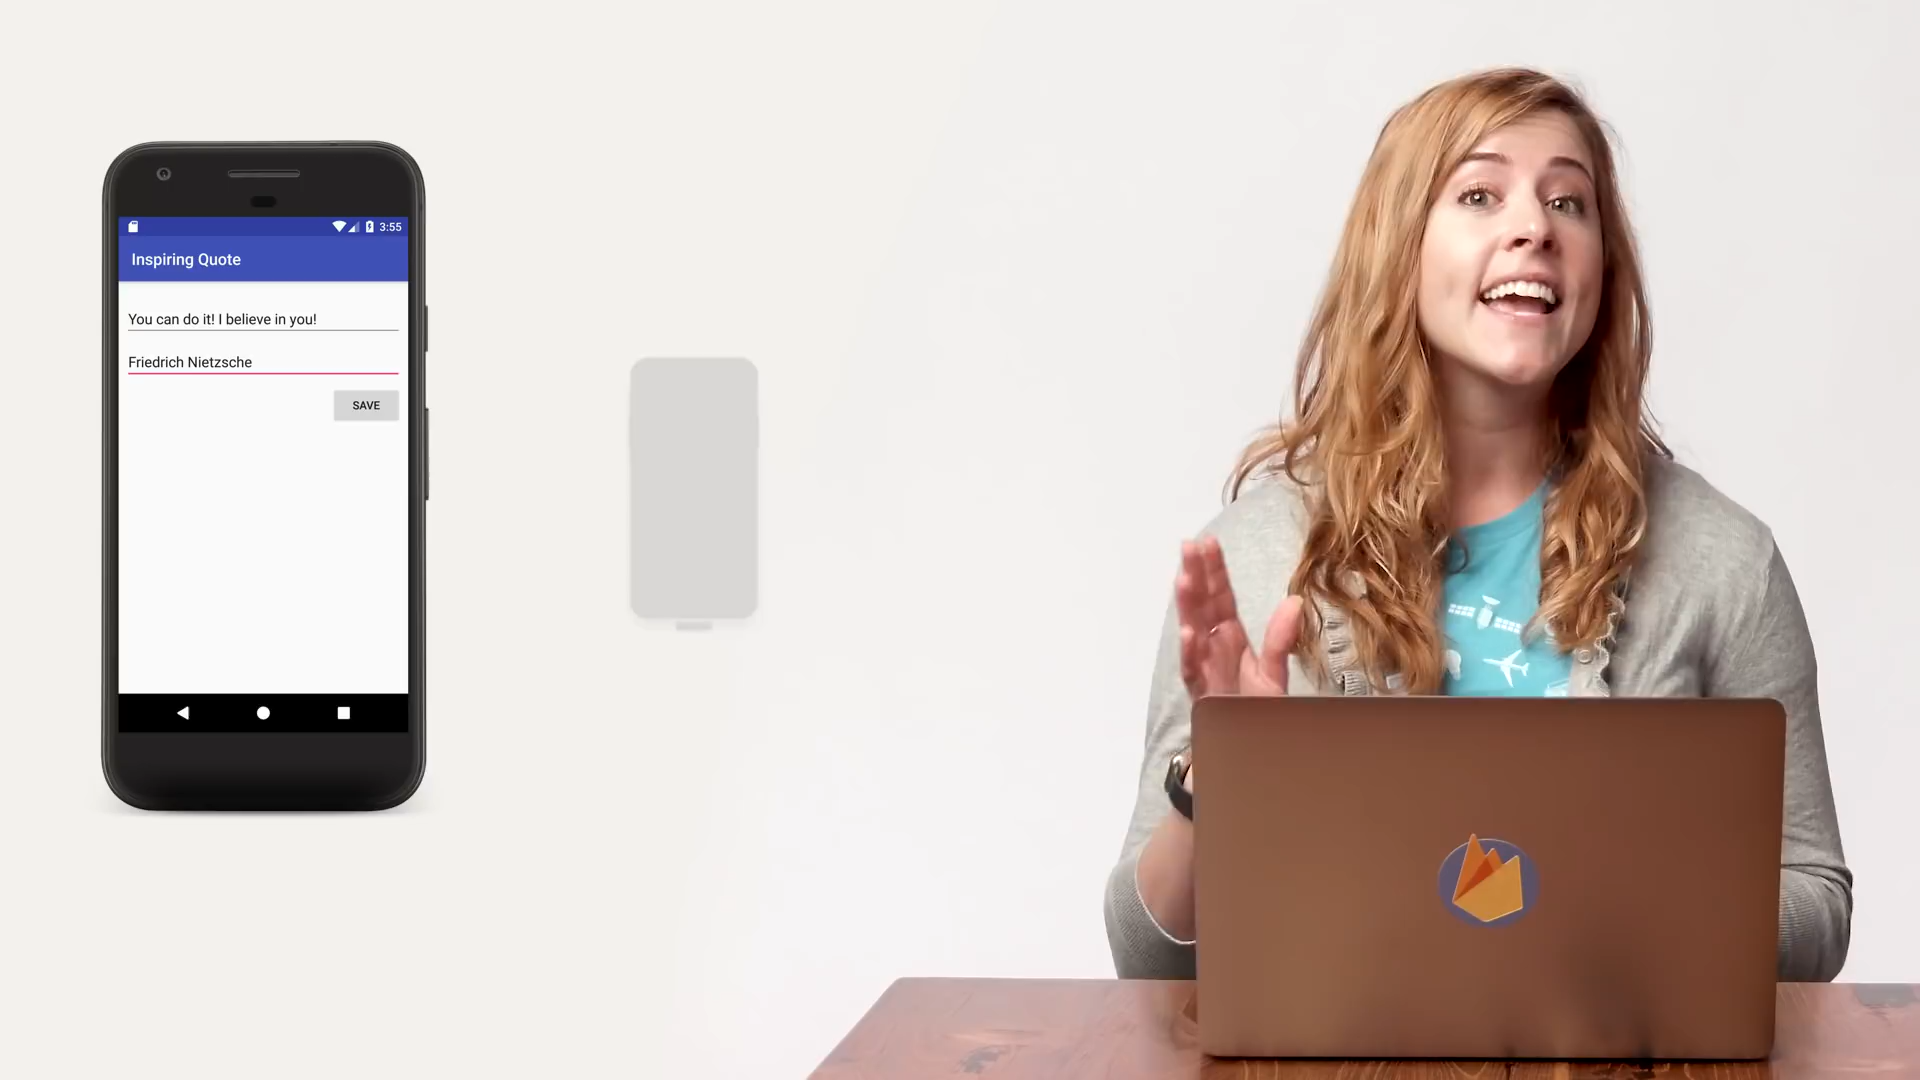 3:55
Inspiring Quote
You can do it! I believe in you!
Friedrich Nietzsche
SAVE